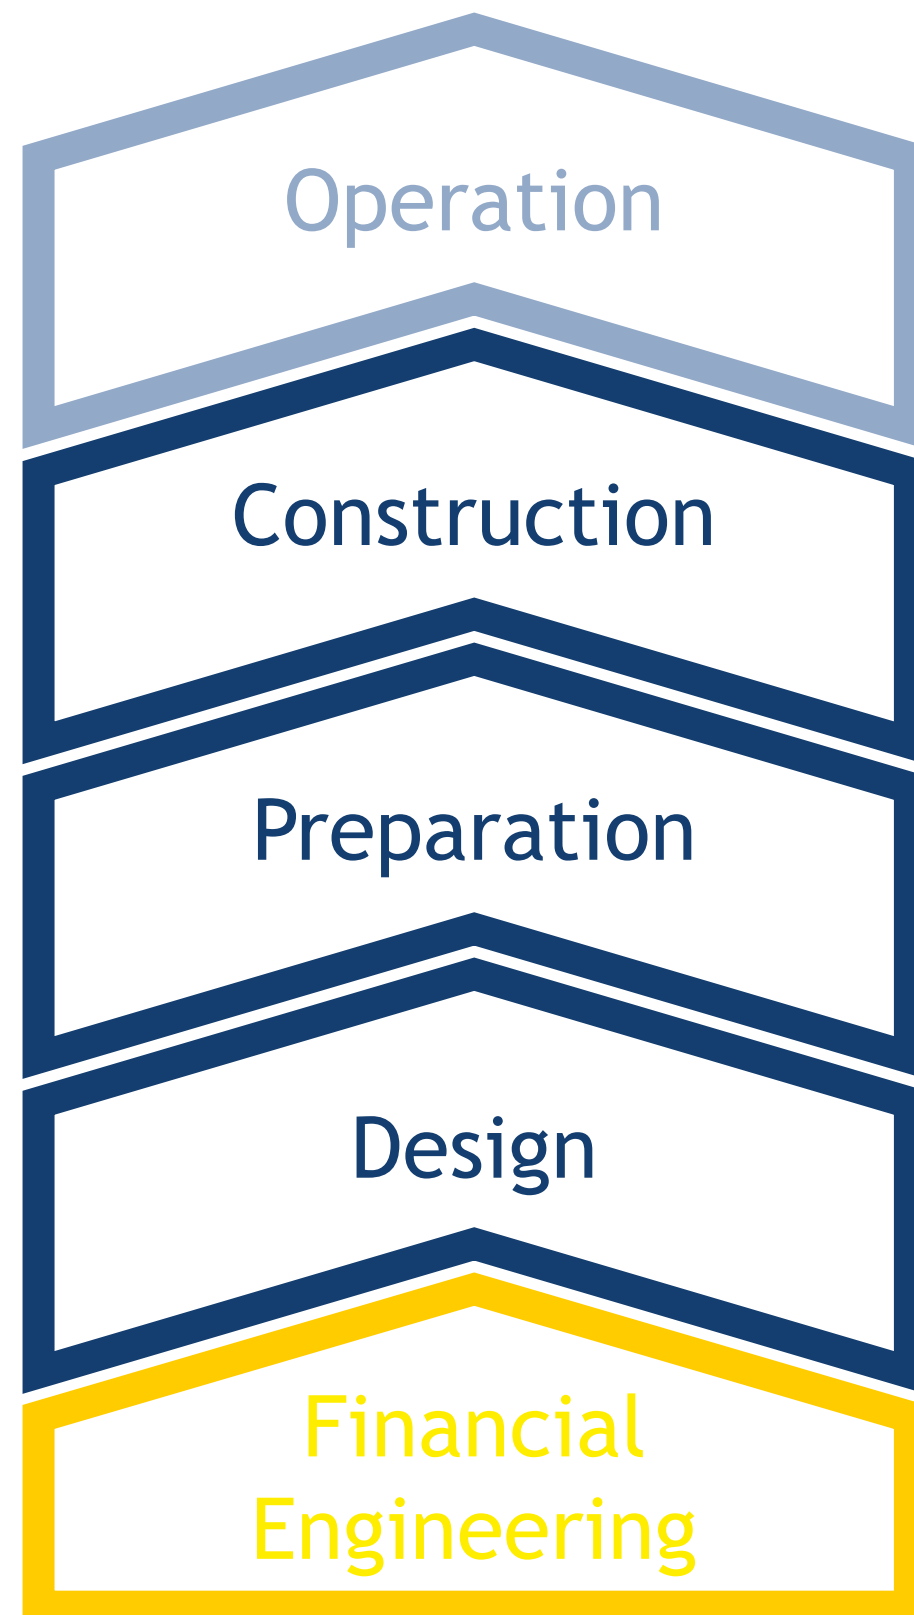 Operation
Construction
Preparation
Design
Financial
Engineering